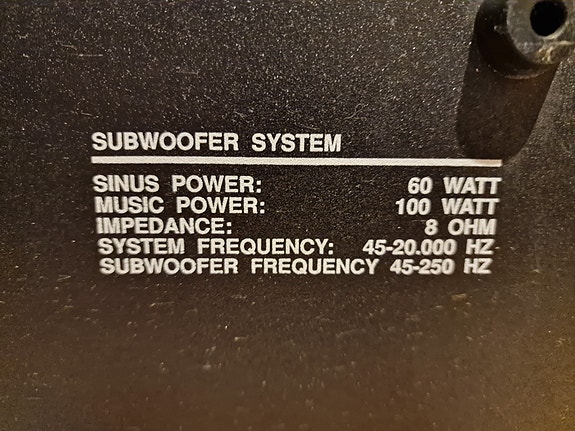 SUBWOOFER SYSTEM
SINUS POWER: 60 WATT
MUSIC POWER: 100 WATT
IMPEDANCE: 8 OHM
SYSTEM FREQUENCY: 45-20.000 HZ
SUBWOOFER FREQUENCY 45-250 HZ